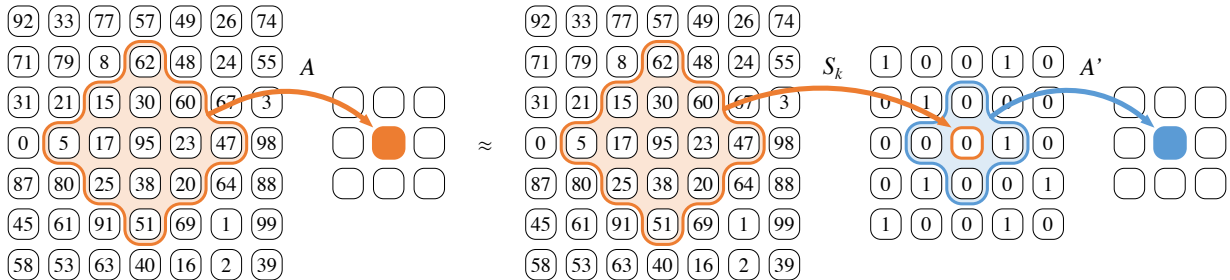 92 33 77 57 49 26 74 92 33 77 57 49 26 74
71 79 8 62 48 24 55 A 71 79 8 62 48 24 55 S_k 1 0 0 1 0 A'
31 21 15 30 60 67 3 31 21 15 30 60 67 3 0 1 0 0 0
0 5 17 95 23 47 98 ≈ 0 5 17 95 23 47 98 0 0 0 1 0
87 80 25 38 20 64 88 87 80 25 38 20 64 88 0 1 0 0 1
45 61 91 51 69 1 99 45 61 91 51 69 1 99 1 0 0 1 0
58 53 63 40 16 2 39 58 53 63 40 16 2 39